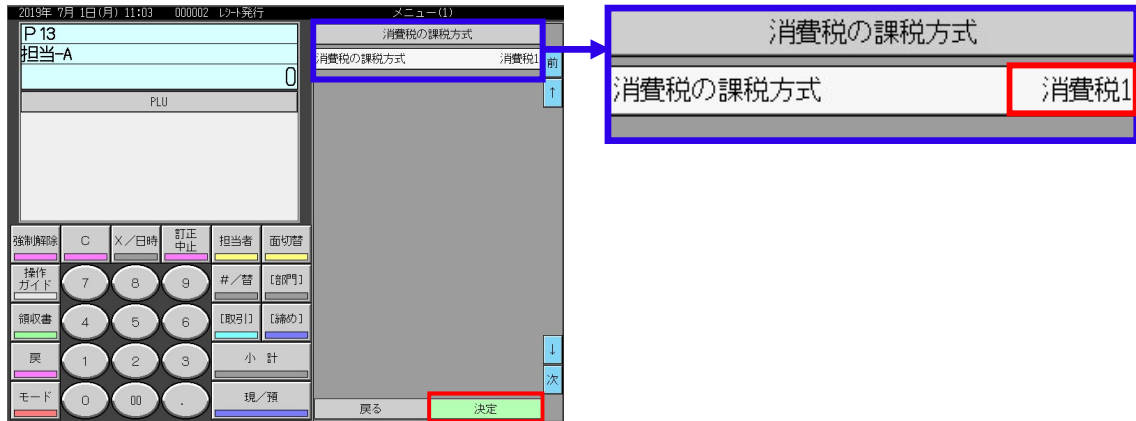 2019年 7月 1日(月) 11:03 000002 ﾚｼｰﾄ発行 メニュー(1)
P 13
担当-A
0
PLU
消費税の課税方式
消費税の課税方式 消費税1
前
↑
↓
次
強制解除 C X／日時 訂正中止 担当者 面切替
操作ガイド 7 8 9 #／替 [部門]
領収書 4 5 6 [取引] [締め]
戻 1 2 3 小 計
モード 0 00 . 現／預
戻る 決定
消費税の課税方式
消費税の課税方式 消費税1